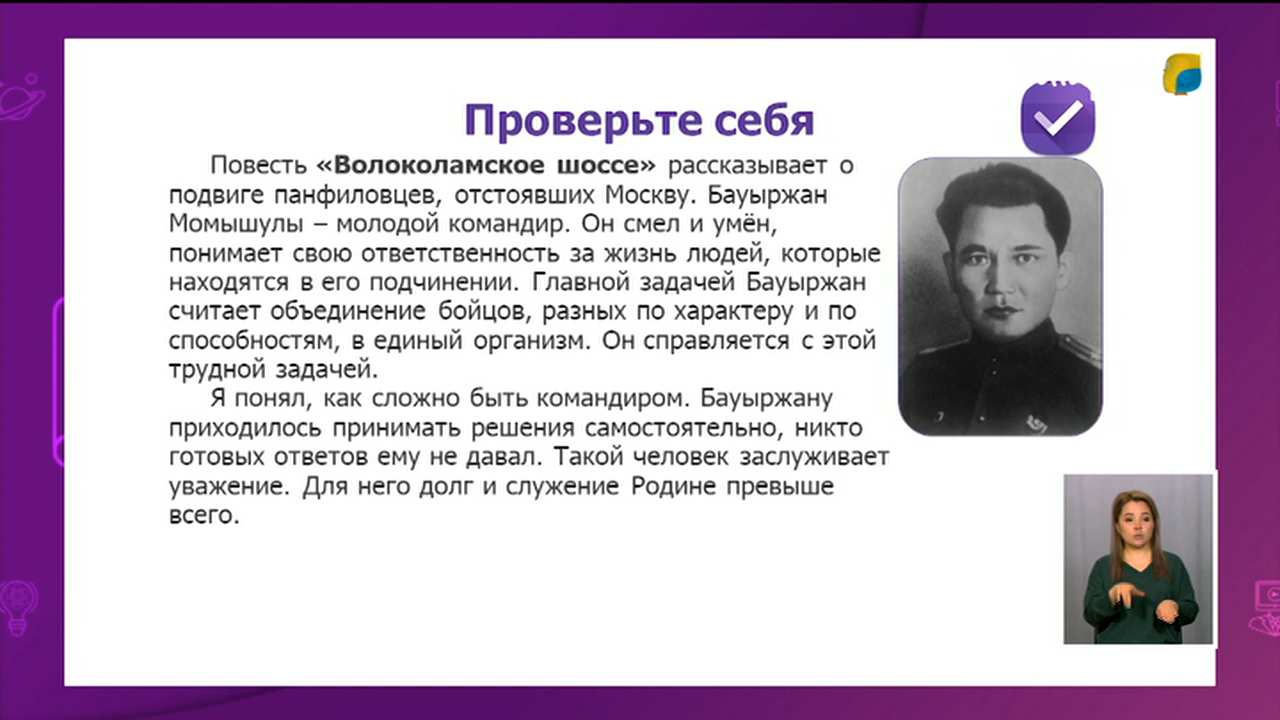 Проверьте себя
Повесть «Волоколамское шоссе» рассказывает о
подвиге панфиловцев, отстоявших Москву. Бауыржан
Момышулы – молодой командир. Он смел и умён,
понимает свою ответственность за жизнь людей, которые
находятся в его подчинении. Главной задачей Бауыржан
считает объединение бойцов, разных по характеру и по
способностям, в единый организм. Он справляется с этой
трудной задачей.
Я понял, как сложно быть командиром. Бауыржану
приходилось принимать решения самостоятельно, никто
готовых ответов ему не давал. Такой человек заслуживает
уважение. Для него долг и служение Родине превыше
всего.